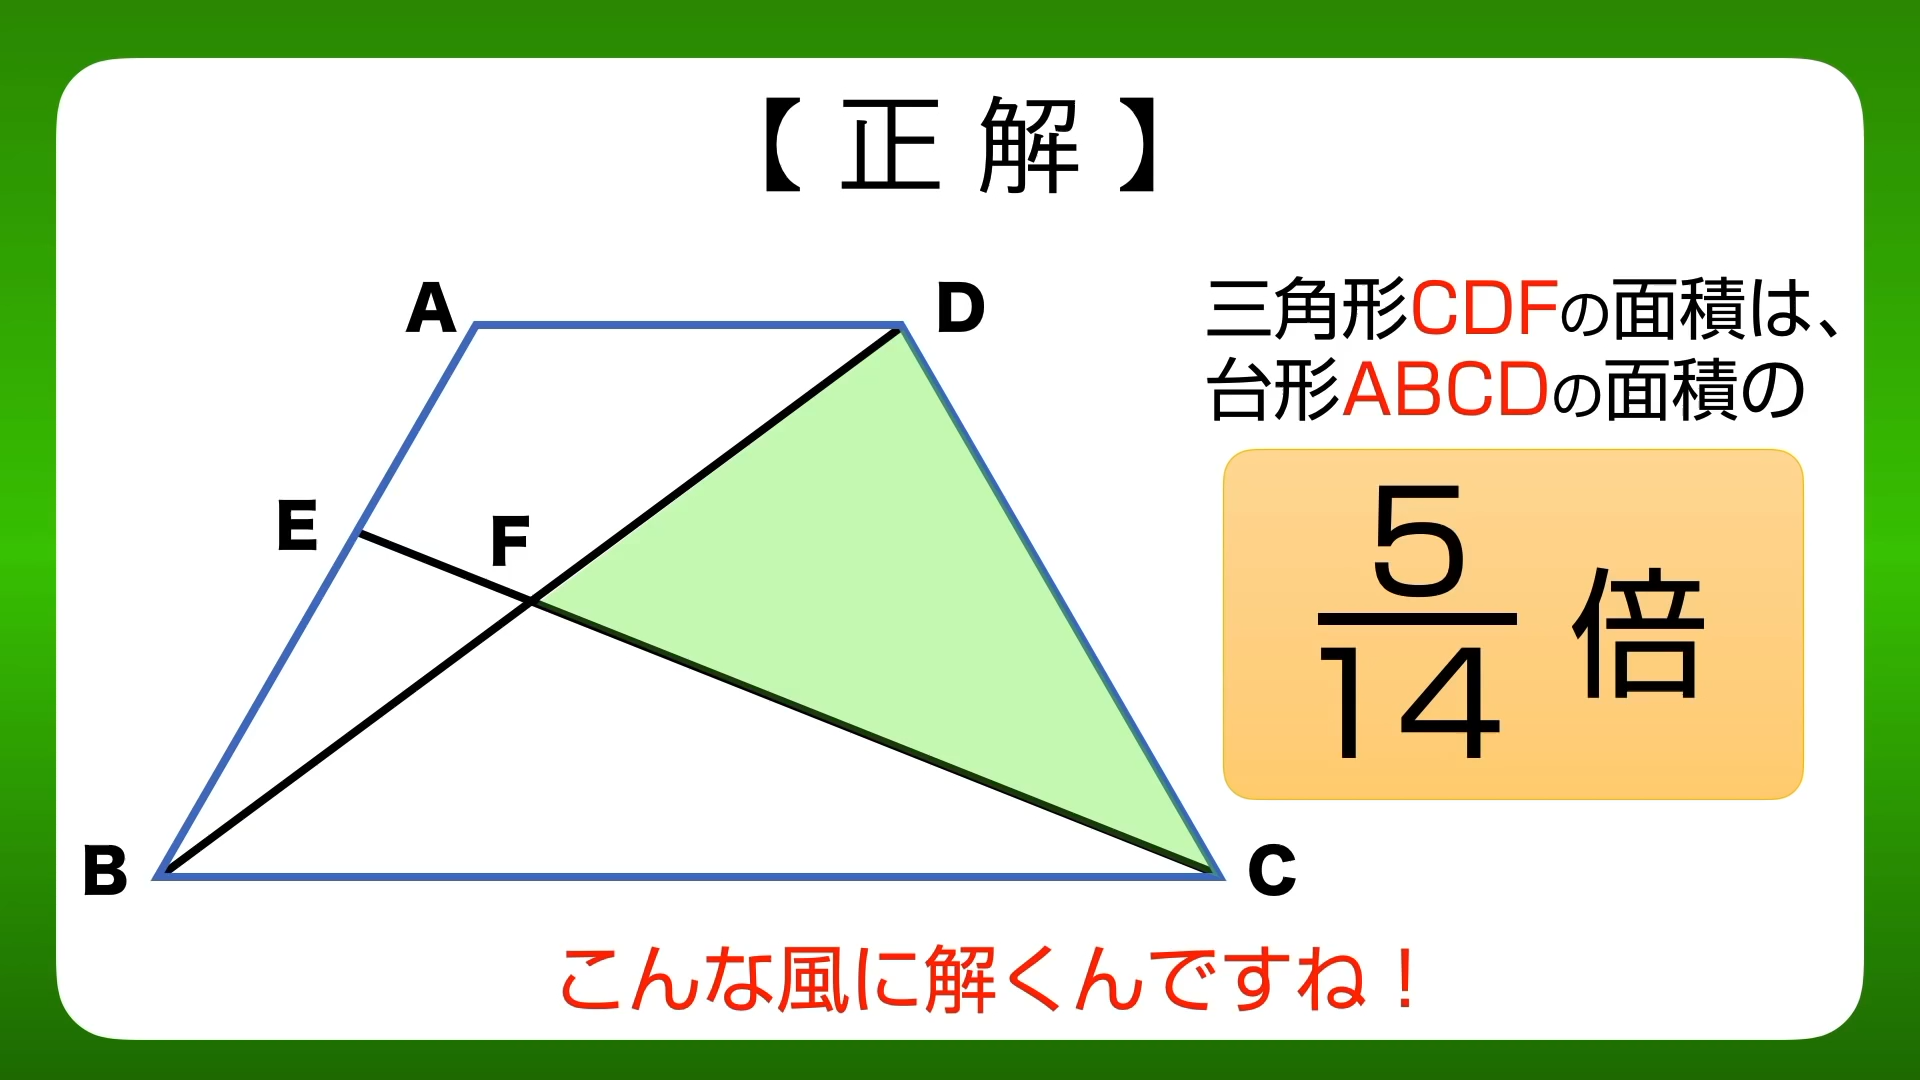 【正解】
A
D
三角形CDFの面積は、
台形ABCDの面積の
E
F
5
14
倍
B
C
こんな風に解くんですね！